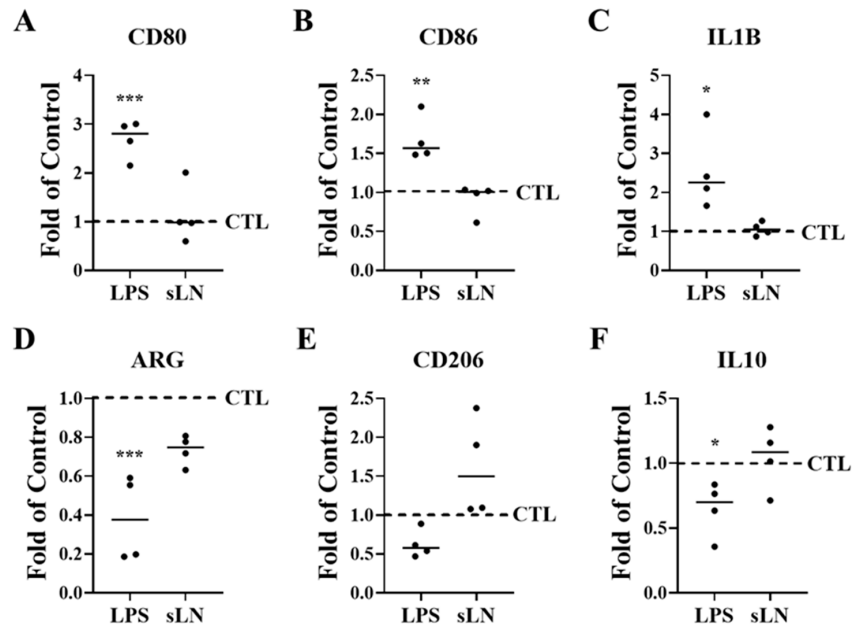 A
CD80
Fold of Control
4
3
2
1
0
***
CTL
LPS sLN
B
CD86
Fold of Control
2.5
2.0
1.5
1.0
0.5
0.0
**
CTL
LPS sLN
C
IL1B
Fold of Control
5
4
3
2
1
0
*
CTL
LPS sLN
D
ARG
Fold of Control
1.0
0.8
0.6
0.4
0.2
0.0
***
CTL
LPS sLN
E
CD206
Fold of Control
2.5
2.0
1.5
1.0
0.5
0.0
CTL
LPS sLN
F
IL10
Fold of Control
1.5
1.0
0.5
0.0
*
CTL
LPS sLN